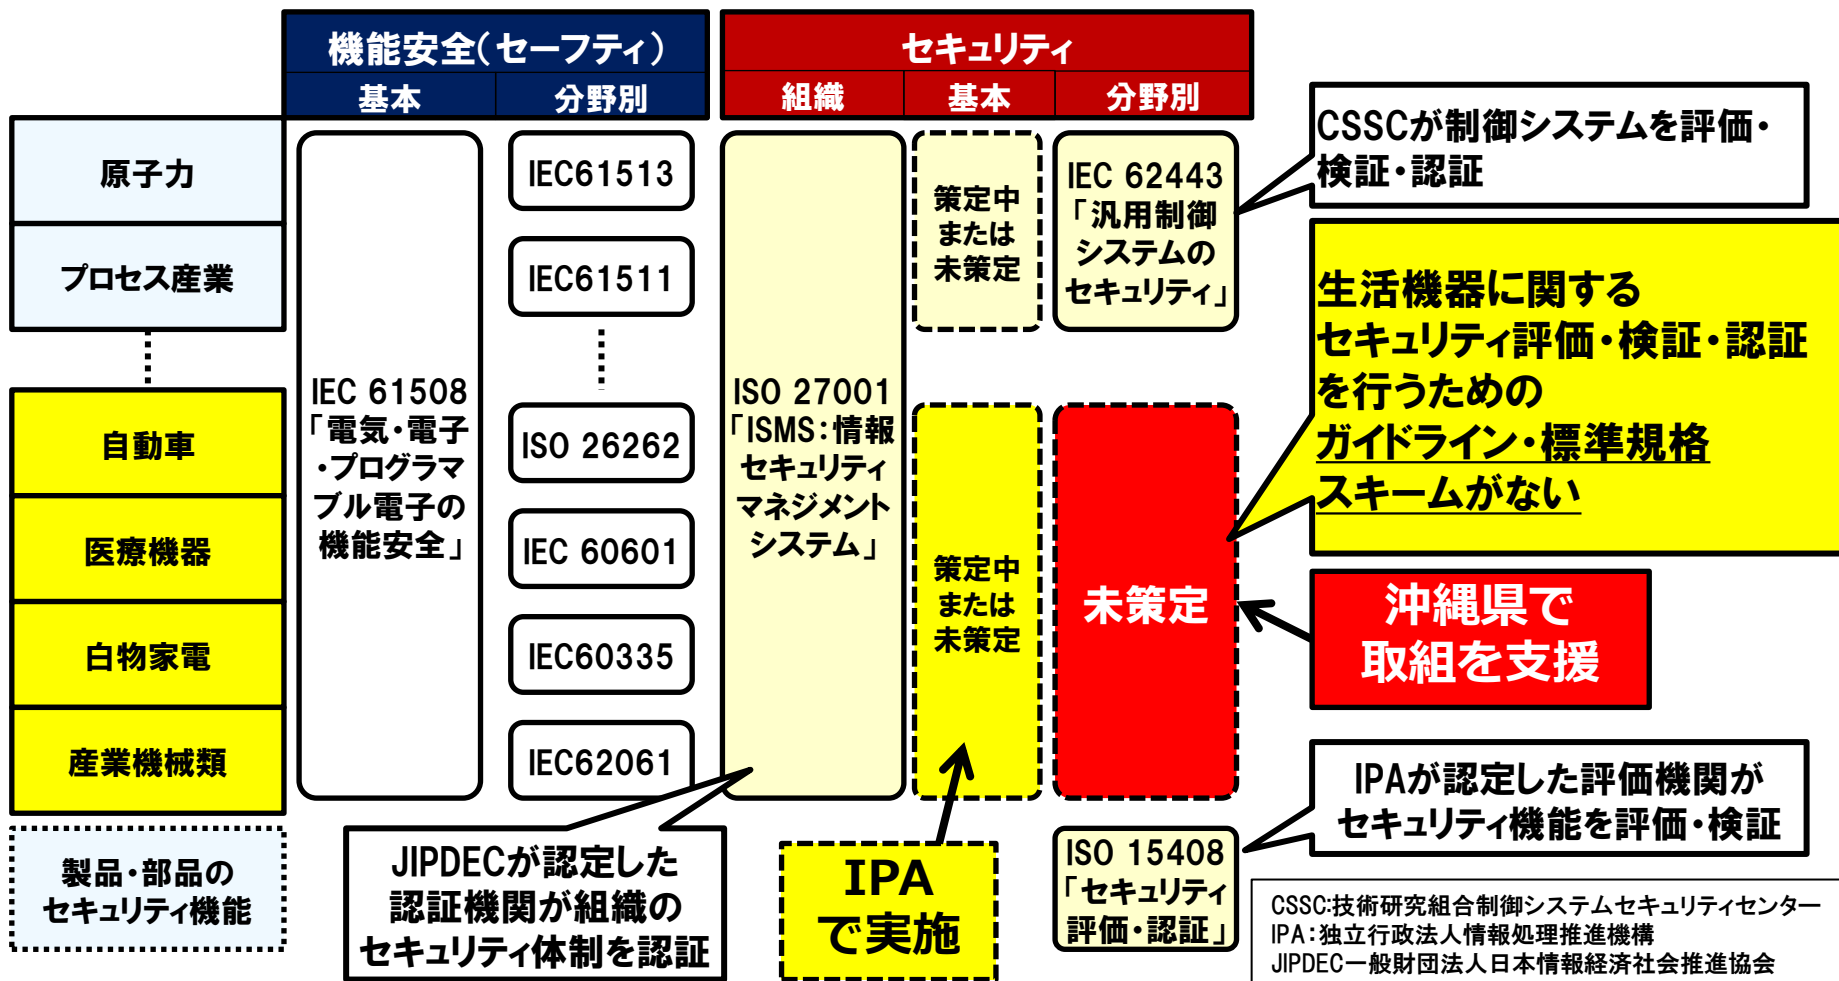 機能安全(セーフティ)
セキュリティ
基本
分野別
組織
基本
分野別
原子力
プロセス産業
自動車
医療機器
白物家電
産業機械類
製品・部品の
セキュリティ機能
IEC 61508
「電気・電子
・プログラマ
ブル電子の
機能安全」
IEC61513
IEC61511
ISO 26262
IEC 60601
IEC60335
IEC62061
ISO 27001
「ISMS:情報
セキュリティ
マネジメント
システム」
策定中
または
未策定
策定中
または
未策定
IEC 62443
「汎用制御
システムの
セキュリティ」
未策定
ISO 15408
「セキュリティ
評価・認証」
CSSCが制御システムを評価・
検証・認証
生活機器に関する
セキュリティ評価・検証・認証
を行うための
ガイドライン・標準規格
スキームがない
沖縄県で
取組を支援
IPAが認定した評価機関が
セキュリティ機能を評価・検証
JIPDECが認定した
認証機関が組織の
セキュリティ体制を認証
IPA
で実施
CSSC:技術研究組合制御システムセキュリティセンター
IPA:独立行政法人情報処理推進機構
JIPDEC一般財団法人日本情報経済社会推進協会